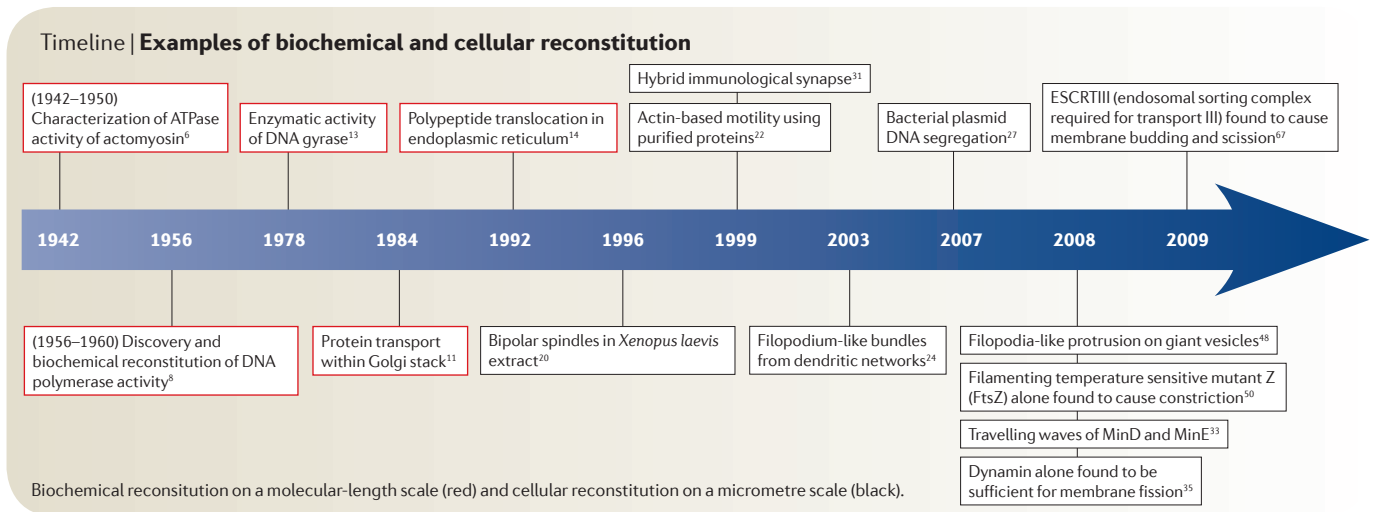 Timeline | Examples of biochemical and cellular reconstitution
(1942–1950)
Characterization of ATPase
activity of actomyosin⁶
Enzymatic activity
of DNA gyrase¹³
Polypeptide translocation in
endoplasmic reticulum¹⁴
Hybrid immunological synapse³¹
Actin-based motility using
purified proteins²²
Bacterial plasmid
DNA segregation²⁷
ESCRTIII (endosomal sorting complex
required for transport III) found to cause
membrane budding and scission⁶⁷
1942 1956 1978 1984 1992 1996 1999 2003 2007 2008 2009
(1956–1960) Discovery and
biochemical reconstitution of DNA
polymerase activity⁸
Protein transport
within Golgi stack¹¹
Bipolar spindles in Xenopus laevis
extract²⁰
Filopodium-like bundles
from dendritic networks²⁴
Filopodia-like protrusion on giant vesicles⁴⁸
Filamenting temperature sensitive mutant Z
(FtsZ) alone found to cause constriction⁵⁰
Travelling waves of MinD and MinE³³
Dynamin alone found to be
sufficient for membrane fission³⁵
Biochemical reconsitution on a molecular-length scale (red) and cellular reconstitution on a micrometre scale (black).